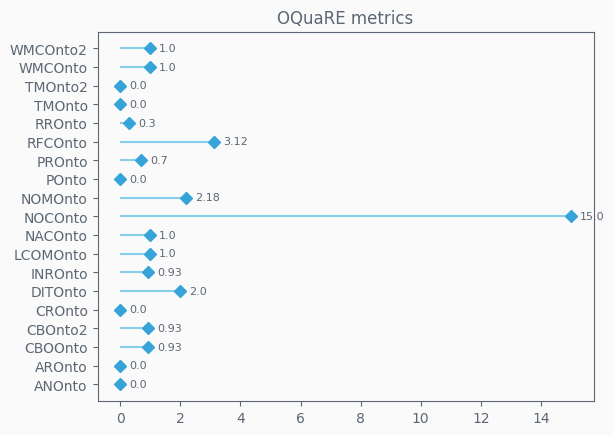 OQuaRE metrics
WMCOnto2 1.0
WMCOnto 1.0
TMOnto2 0.0
TMOnto 0.0
RROnto 0.3
RFCOnto 3.12
PROnto 0.7
POnto 0.0
NOMOnto 2.18
NOCOnto 15.0
NACOnto 1.0
LCOMOnto 1.0
INROnto 0.93
DITOnto 2.0
CROnto 0.0
CBOnto2 0.93
CBOOnto 0.93
AROnto 0.0
ANOnto 0.0
0 2 4 6 8 10 12 14